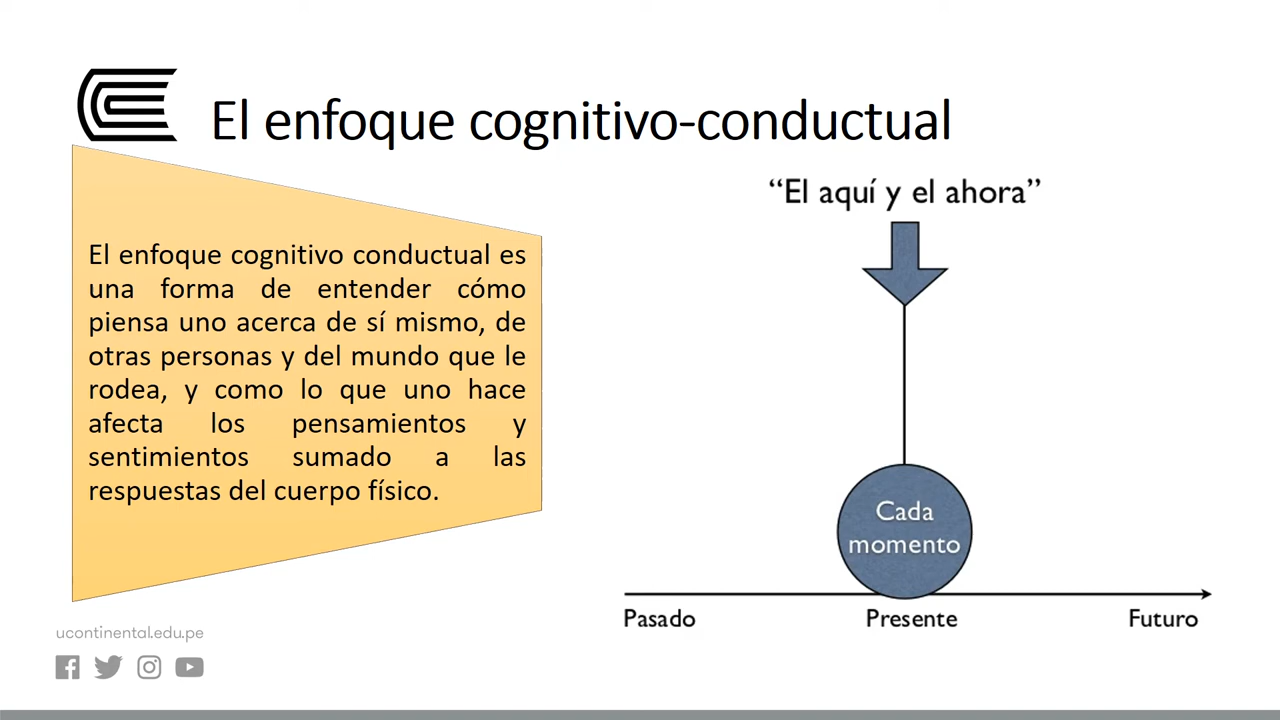 El enfoque cognitivo-conductual
El enfoque cognitivo conductual es
una forma de entender cómo
piensa uno acerca de sí mismo, de
otras personas y del mundo que le
rodea, y como lo que uno hace
afecta los pensamientos y
sentimientos sumado a las
respuestas del cuerpo físico.
“El aquí y el ahora”
Cada
momento
Pasado
Presente
Futuro
ucontinental.edu.pe